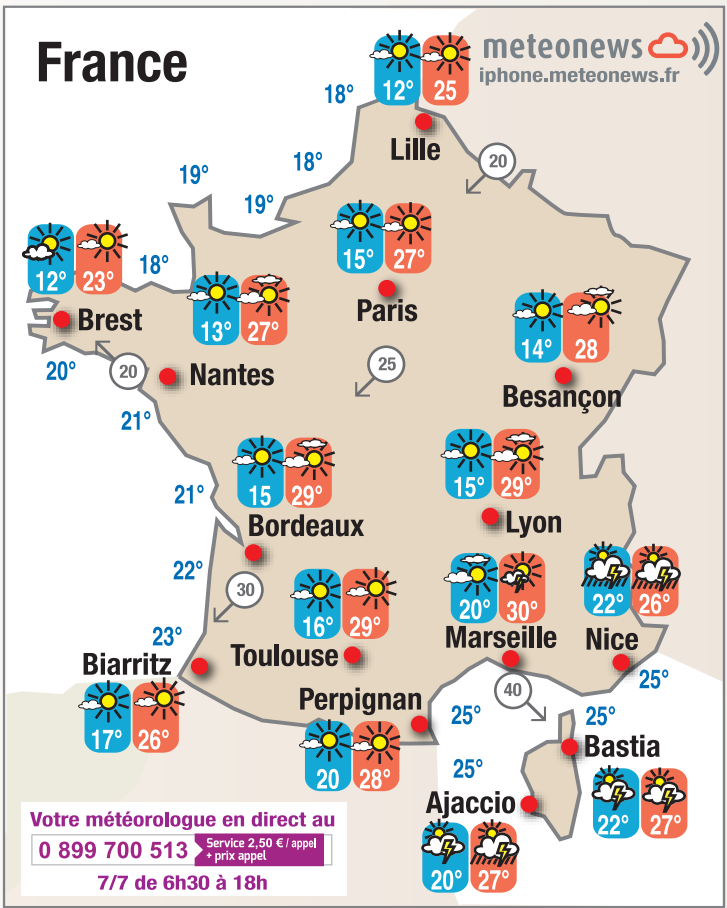 France
meteonews
iphone.meteonews.fr
12° 25
18°
Lille
18°
20
19°
19°
15° 27°
12° 23°
18°
13° 27°
Paris
14° 28
Brest
20°
20
Nantes
25
Besançon
21°
15 29°
15° 29°
21°
Bordeaux
Lyon
22°
30
16° 29°
20° 30°
22° 26°
23°
Biarritz
Toulouse
Marseille
Nice
25°
17° 26°
Perpignan
40
25°
25°
20 28°
Bastia
25°
22° 27°
Ajaccio
20° 27°
Votre météorologue en direct au
0 899 700 513
Service 2,50 € / appel
+ prix appel
7/7 de 6h30 à 18h